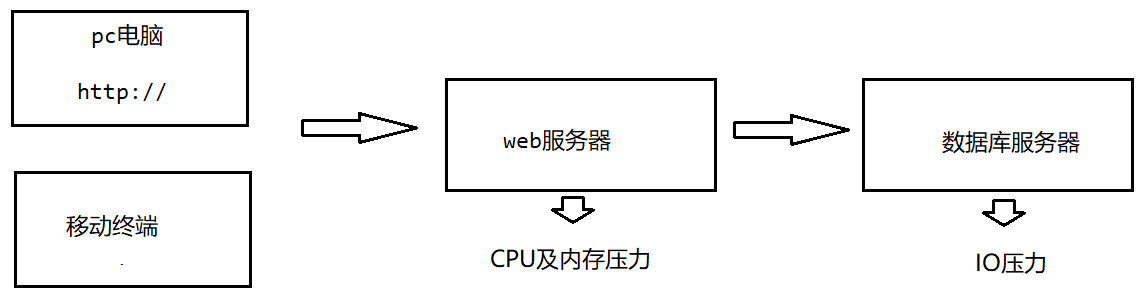 pc电脑
http://
移动终端
web服务器
数据库服务器
CPU及内存压力
IO压力